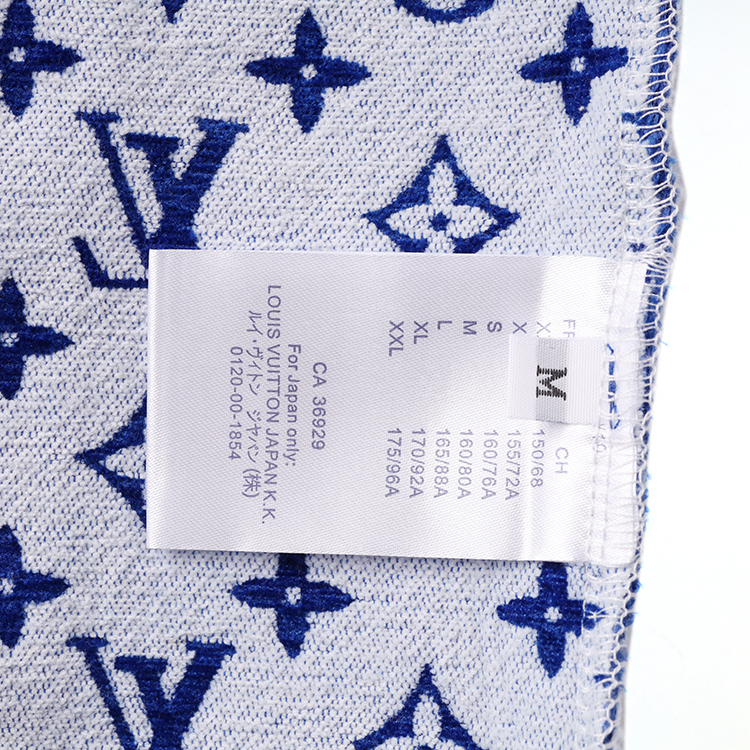 FR CH
X 150/68
X 155/72A
S 160/76A
M 160/80A
L 165/88A
XL 170/92A
XXL 175/96A
CA 36929
For Japan only:
LOUIS VUITTON JAPAN K.K.
ルイ・ヴィトン ジャパン(株)
0120-00-1854
M